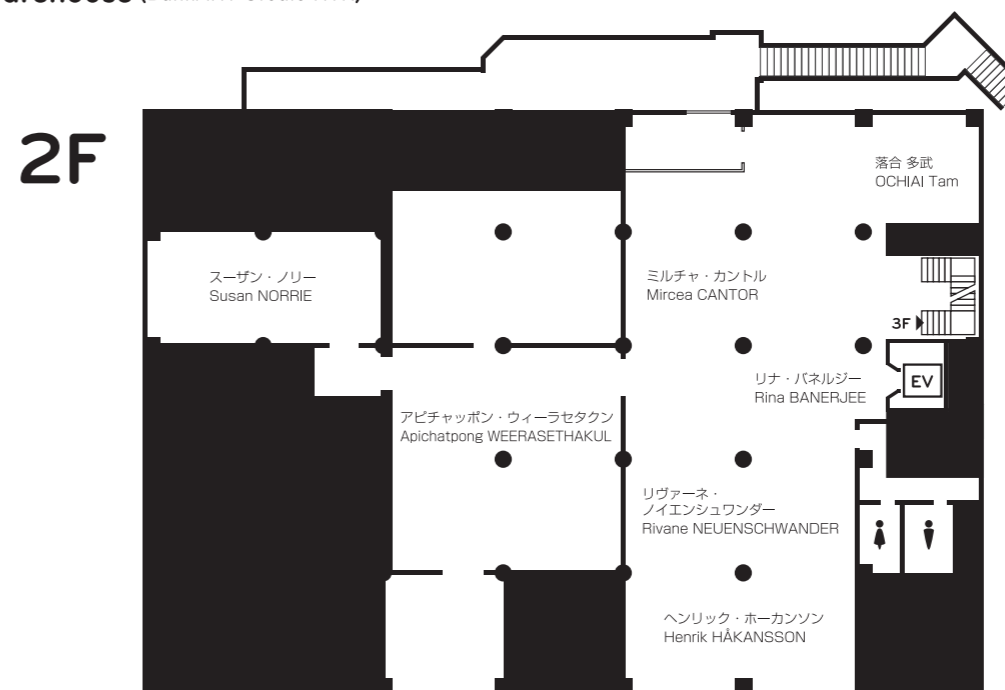 2F
落合 多武
OCHIAI Tam
スーザン・ノリー
Susan NORRIE
ミルチャ・カントル
Mircea CANTOR
3F
リナ・バネルジー
Rina BANERJEE
EV
アピチャッポン・ウィーラセタクン
Apichatpong WEERASETHAKUL
リヴァーネ・
ノイエンシュワンダー
Rivane NEUENSCHWANDER
ヘンリック・ホーカンソン
Henrik HÅKANSSON